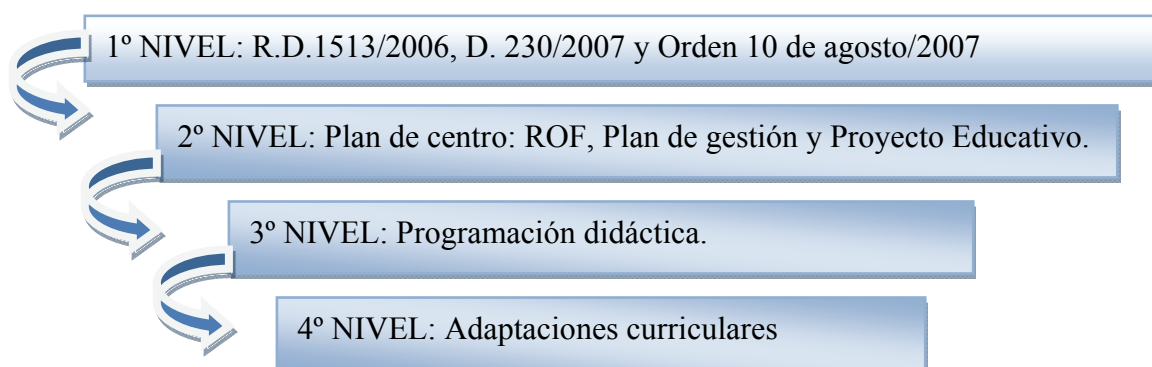 1º NIVEL: R.D.1513/2006, D. 230/2007 y Orden 10 de agosto/2007
2º NIVEL: Plan de centro: ROF, Plan de gestión y Proyecto Educativo.
3º NIVEL: Programación didáctica.
4º NIVEL: Adaptaciones curriculares